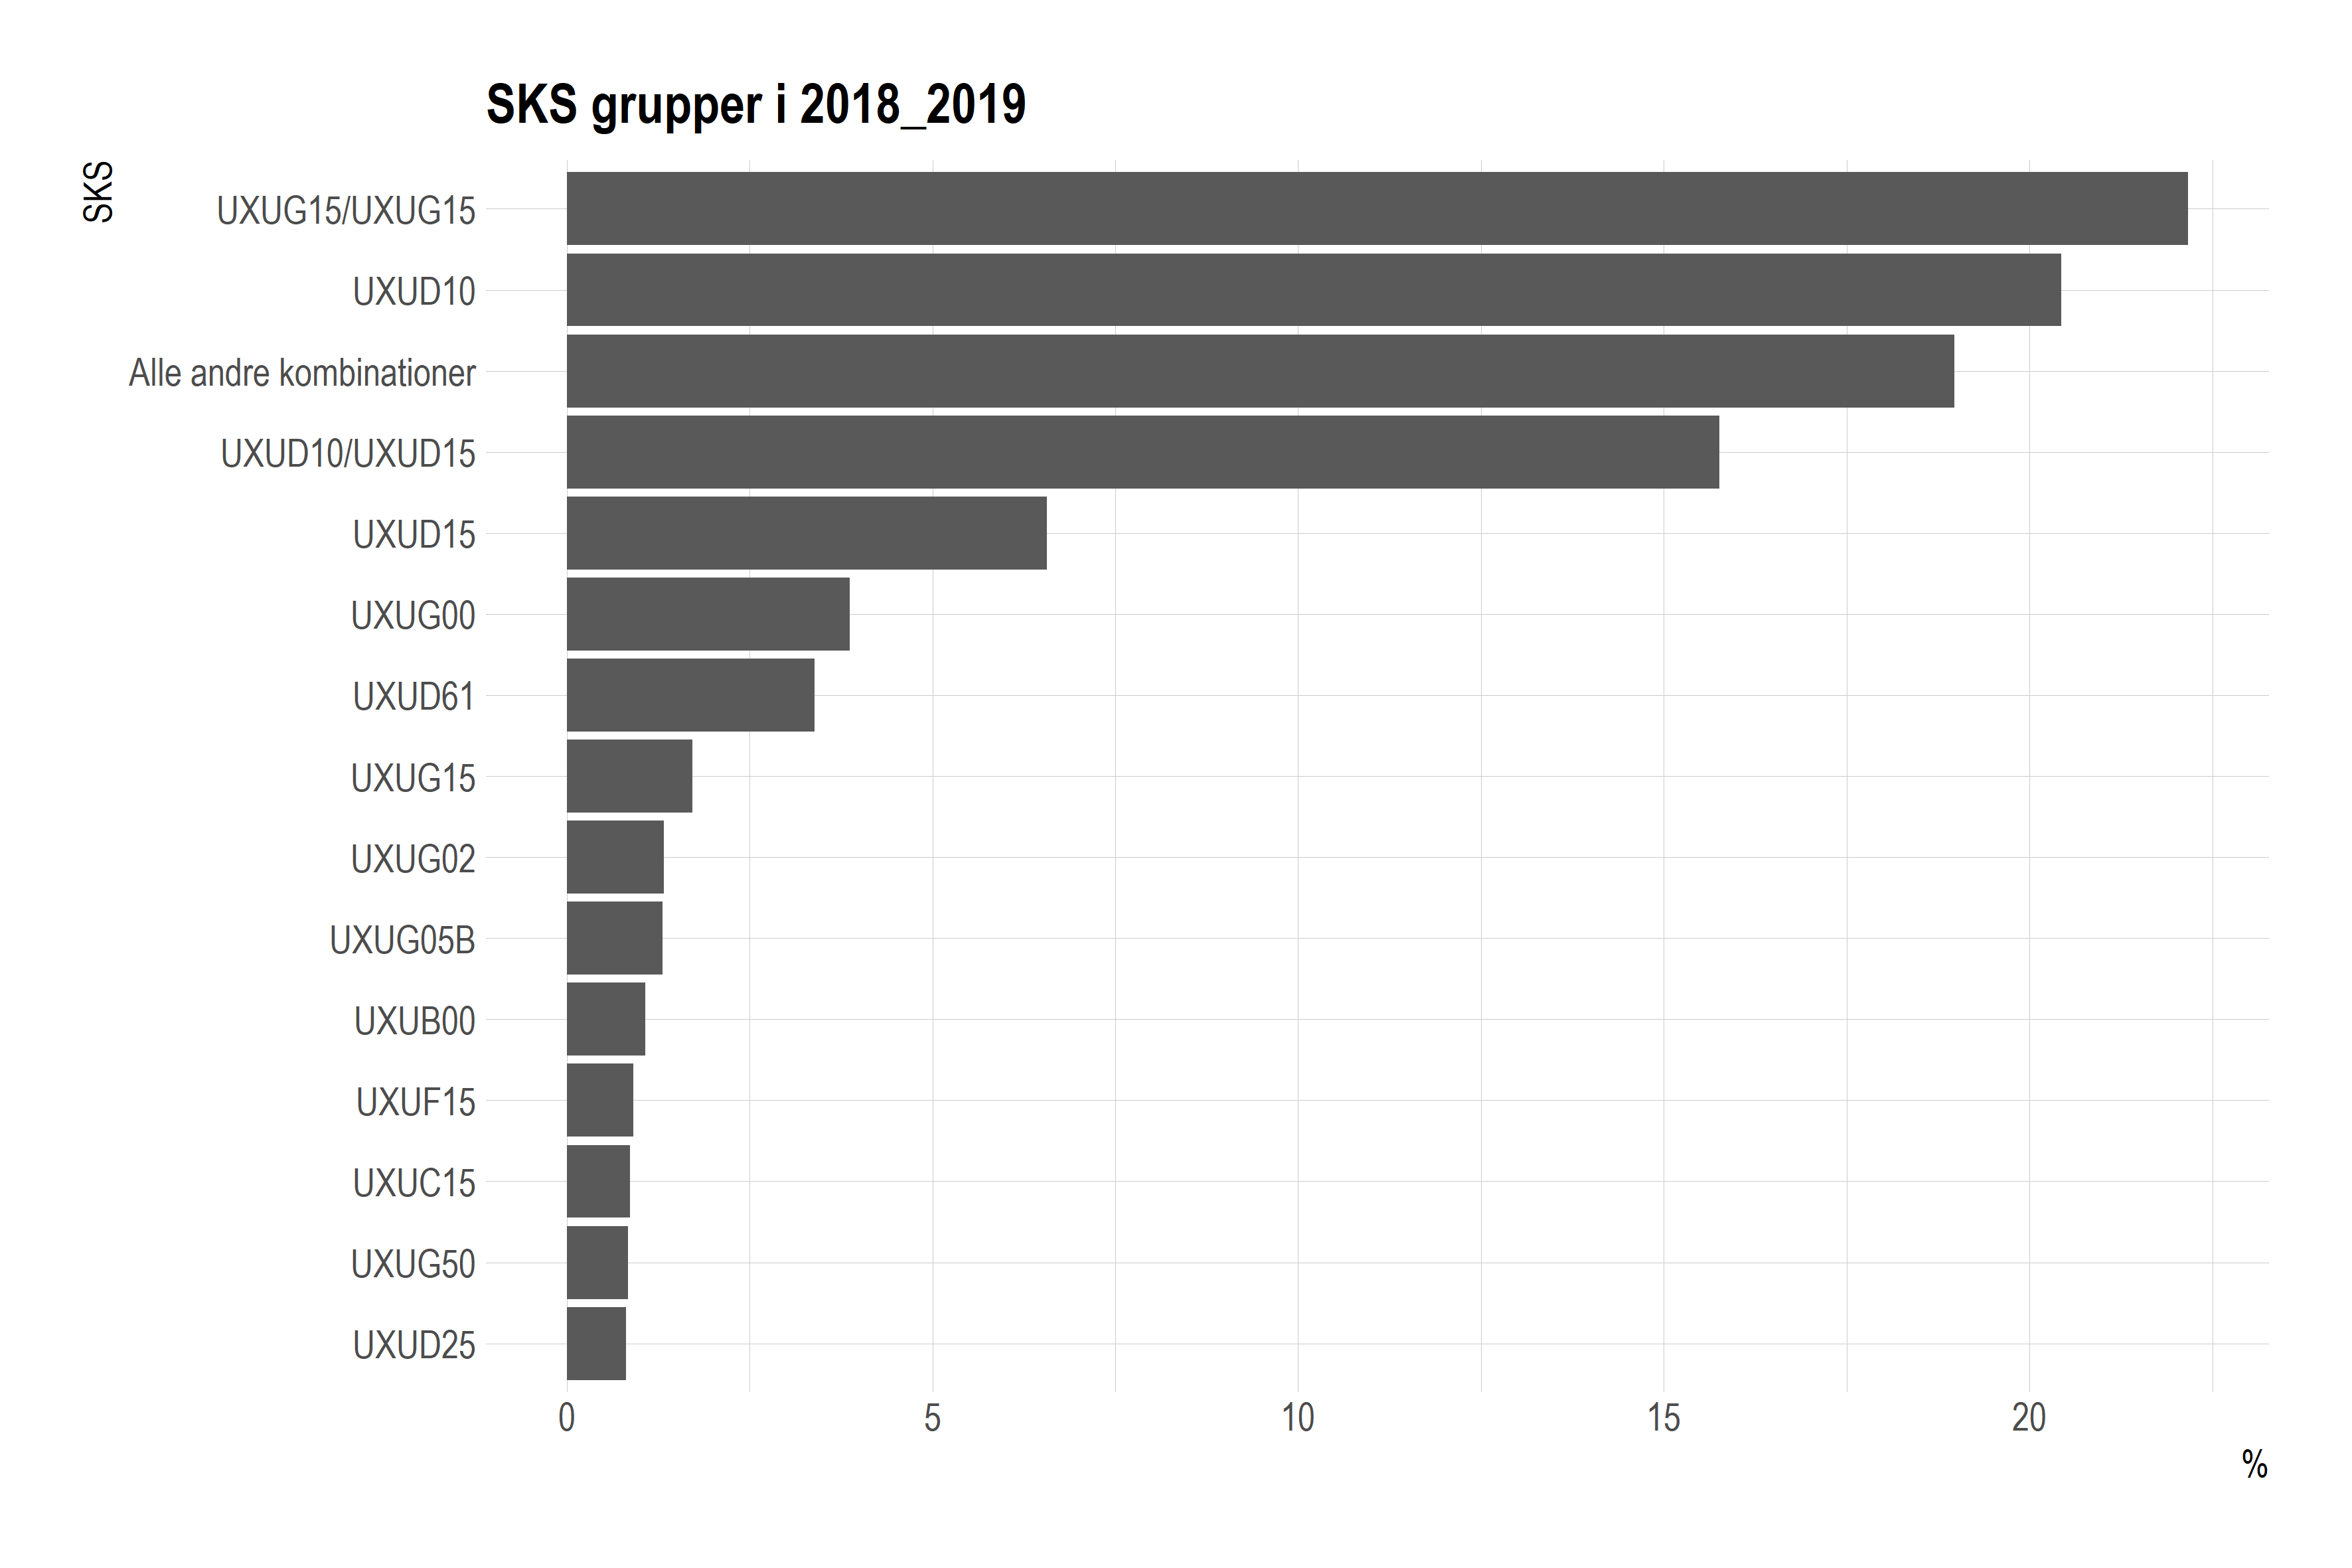 SKS grupper i 2018_2019
SKS
UXUG15/UXUG15
UXUD10
Alle andre kombinationer
UXUD10/UXUD15
UXUD15
UXUG00
UXUD61
UXUG15
UXUG02
UXUG05B
UXUB00
UXUF15
UXUC15
UXUG50
UXUD25
0 5 10 15 20
%